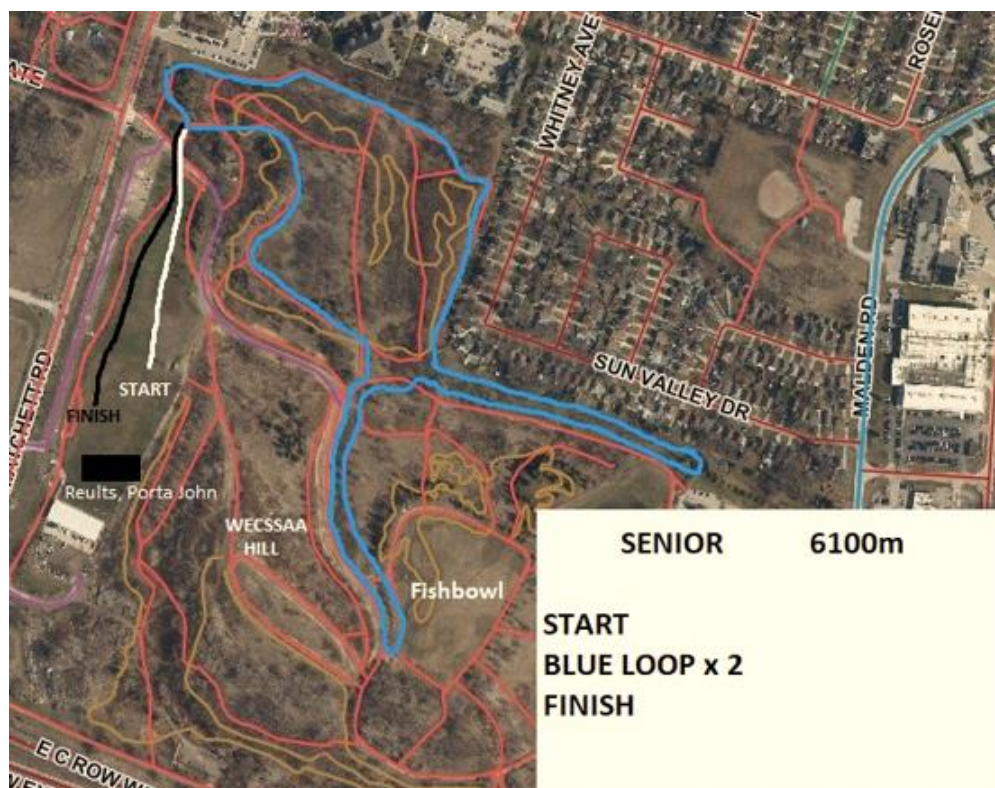 ATE
WHITNEY AVE
ROSE
MALDEN RD
SUN VALLEY DR
START
FINISH
Reults, Porta John
WECSSAA
HILL
Fishbowl
SENIOR 6100m
START
BLUE LOOP x 2
FINISH
E C ROW